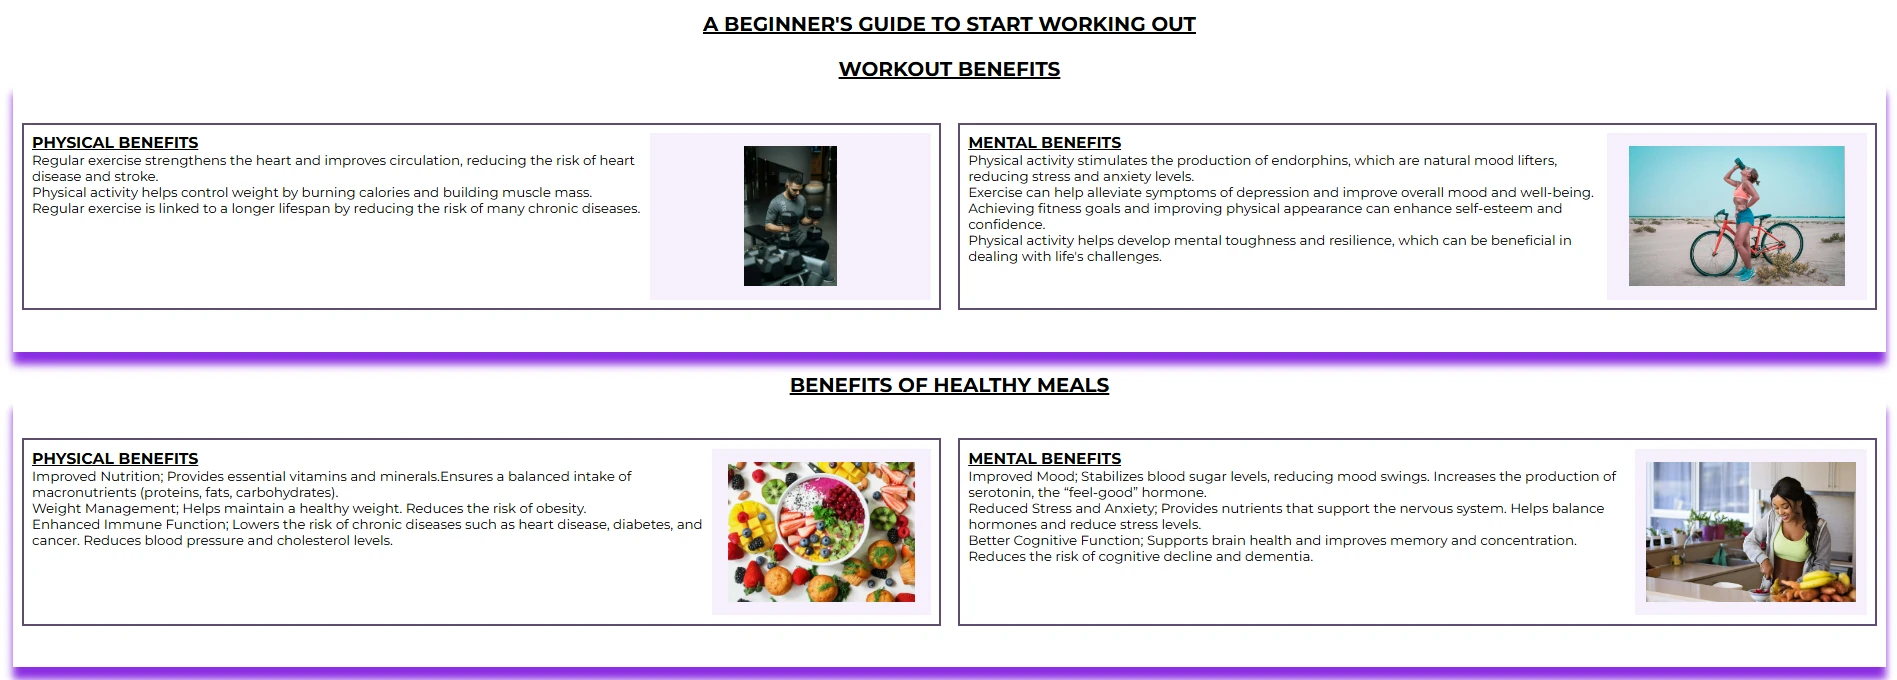 A BEGINNER'S GUIDE TO START WORKING OUT
WORKOUT BENEFITS
PHYSICAL BENEFITS
Regular exercise strengthens the heart and improves circulation, reducing the risk of heart
disease and stroke.
Physical activity helps control weight by burning calories and building muscle mass.
Regular exercise is linked to a longer lifespan by reducing the risk of many chronic diseases.
MENTAL BENEFITS
Physical activity stimulates the production of endorphins, which are natural mood lifters,
reducing stress and anxiety levels.
Exercise can help alleviate symptoms of depression and improve overall mood and well-being.
Achieving fitness goals and improving physical appearance can enhance self-esteem and
confidence.
Physical activity helps develop mental toughness and resilience, which can be beneficial in
dealing with life's challenges.
BENEFITS OF HEALTHY MEALS
PHYSICAL BENEFITS
Improved Nutrition; Provides essential vitamins and minerals.Ensures a balanced intake of
macronutrients (proteins, fats, carbohydrates).
Weight Management; Helps maintain a healthy weight. Reduces the risk of obesity.
Enhanced Immune Function; Lowers the risk of chronic diseases such as heart disease, diabetes, and
cancer. Reduces blood pressure and cholesterol levels.
MENTAL BENEFITS
Improved Mood; Stabilizes blood sugar levels, reducing mood swings. Increases the production of
serotonin, the “feel-good” hormone.
Reduced Stress and Anxiety; Provides nutrients that support the nervous system. Helps balance
hormones and reduce stress levels.
Better Cognitive Function; Supports brain health and improves memory and concentration.
Reduces the risk of cognitive decline and dementia.